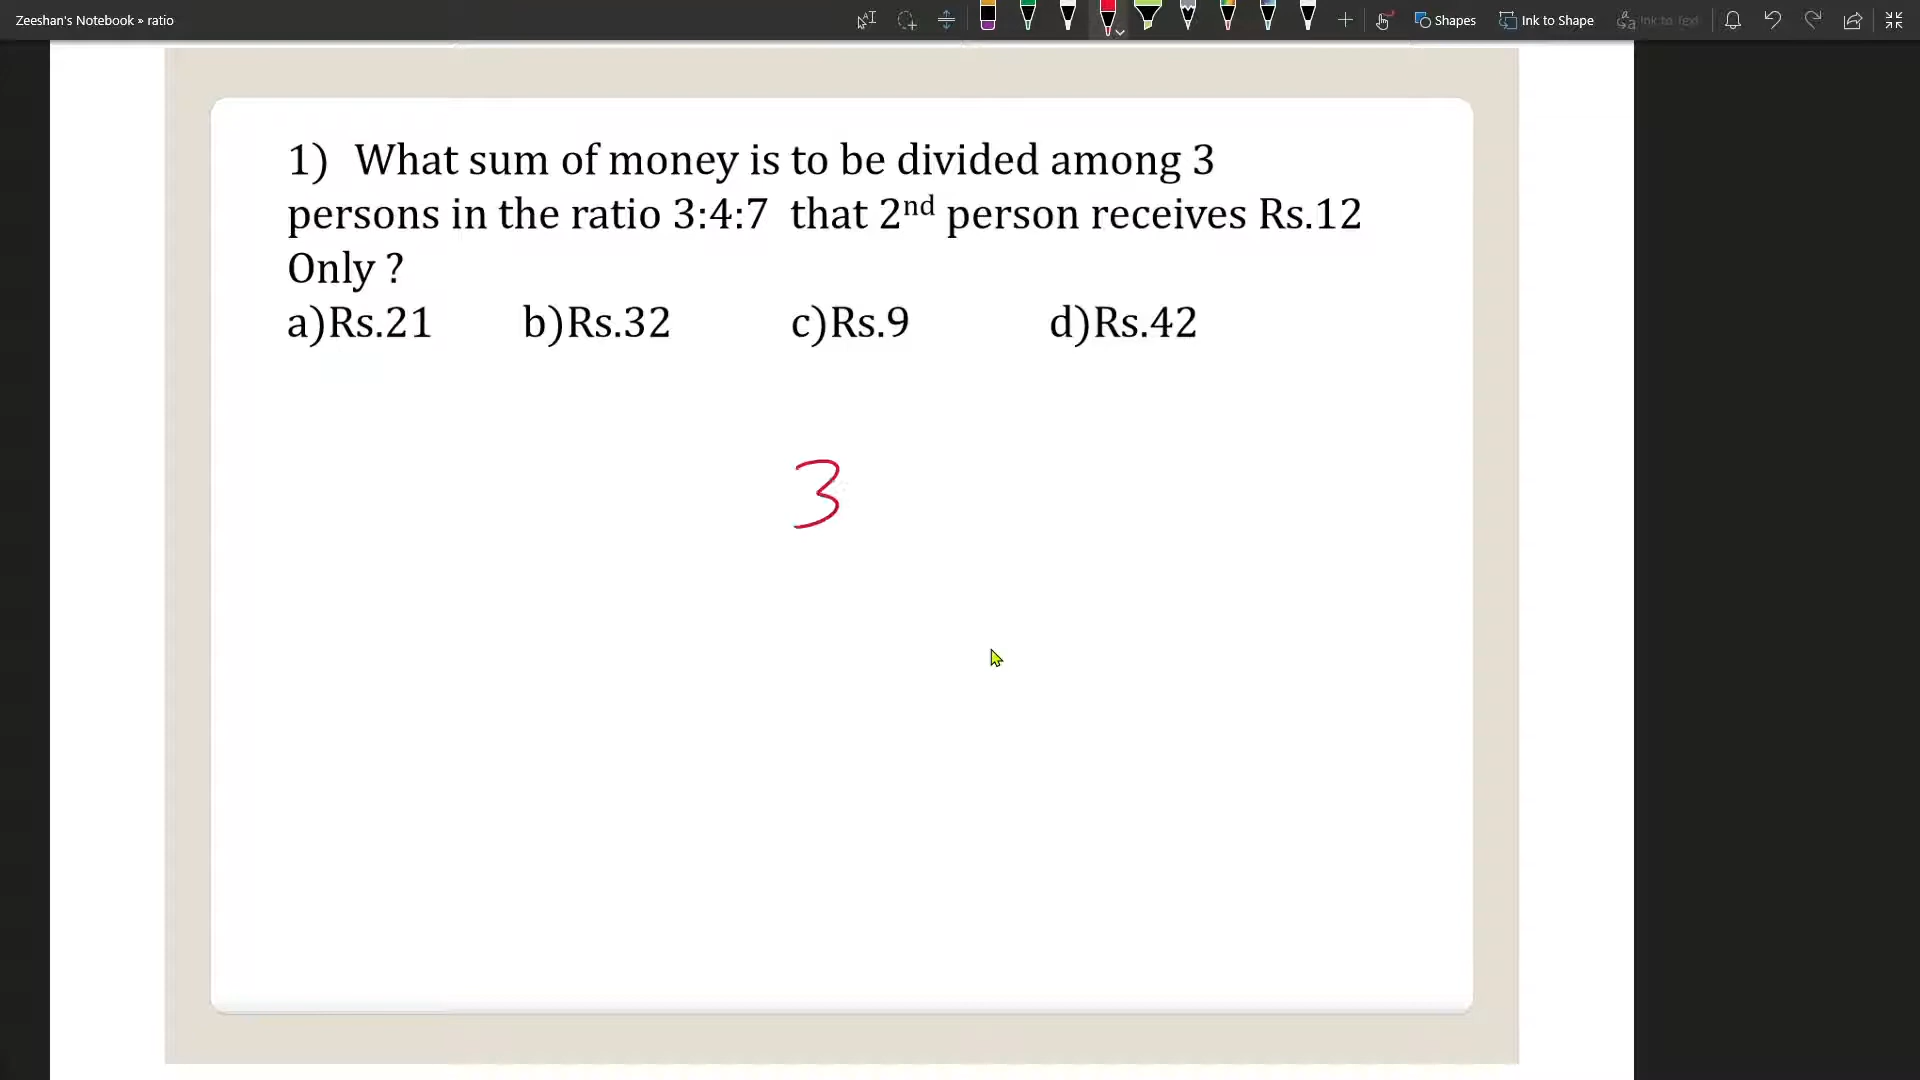 Zeeshan's Notebook » ratio
Shapes
Ink to Shape
Ink to Text
1) What sum of money is to be divided among 3
persons in the ratio 3:4:7 that 2nd person receives Rs.12
Only ?
a)Rs.21 b)Rs.32 c)Rs.9 d)Rs.42
3